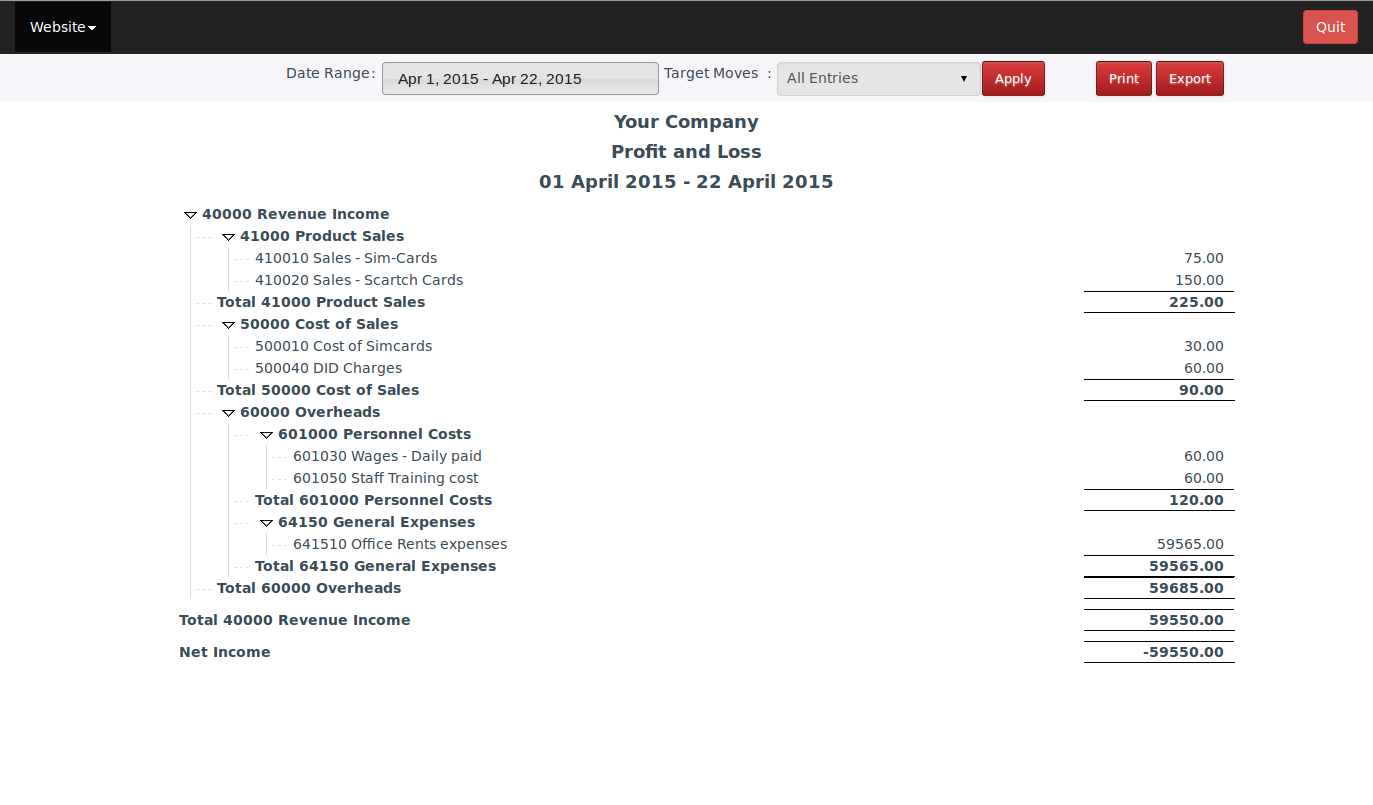 Website Quit
Date Range: Apr 1, 2015 - Apr 22, 2015 Target Moves : All Entries Apply Print Export
Your Company
Profit and Loss
01 April 2015 - 22 April 2015
40000 Revenue Income
41000 Product Sales
410010 Sales - Sim-Cards 75.00
410020 Sales - Scartch Cards 150.00
Total 41000 Product Sales 225.00
50000 Cost of Sales
500010 Cost of Simcards 30.00
500040 DID Charges 60.00
Total 50000 Cost of Sales 90.00
60000 Overheads
601000 Personnel Costs
601030 Wages - Daily paid 60.00
601050 Staff Training cost 60.00
Total 601000 Personnel Costs 120.00
64150 General Expenses
641510 Office Rents expenses 59565.00
Total 64150 General Expenses 59565.00
Total 60000 Overheads 59685.00
Total 40000 Revenue Income 59550.00
Net Income -59550.00